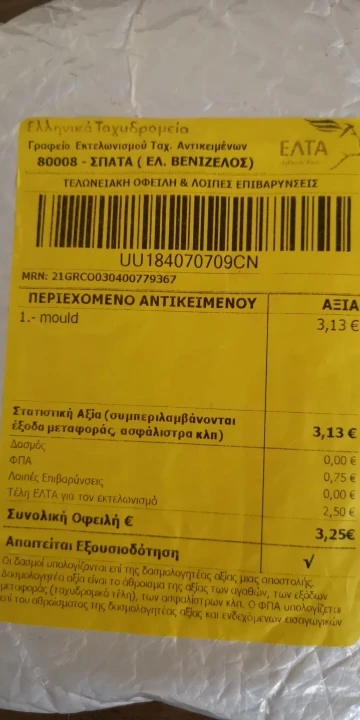 Ελληνικά Ταχυδρομεία
Γραφείο Εκτελωνισμού Ταχ. Αντικειμένων
80008 - ΣΠΑΤΑ ( ΕΛ. ΒΕΝΙΖΕΛΟΣ)
ΕΛΤΑ
ΤΕΛΩΝΕΙΑΚΗ ΟΦΕΙΛΗ & ΛΟΙΠΕΣ ΕΠΙΒΑΡΥΝΣΕΙΣ
UU184070709CN
MRN: 21GRCO030400779367
ΠΕΡΙΕΧΟΜΕΝΟ ΑΝΤΙΚΕΙΜΕΝΟΥ ΑΞΙΑ
1.- mould 3,13 €
Στατιστική Αξία (συμπεριλαμβάνονται
έξοδα μεταφοράς, ασφάλιστρα κλπ) 3,13 €
Δασμός 0,00 €
ΦΠΑ 0,75 €
Λοιπές Επιβαρύνσεις 0,00 €
Τέλη ΕΛΤΑ για τον εκτελωνισμό 2,50 €
Συνολική Οφειλή € 3,25€
Απαιτείται Εξουσιοδότηση √
Οι δασμοί υπολογίζονται επί της δασμολογητέας αξίας μιας αποστολής.
Δασμολογητέα αξία είναι το άθροισμα της αξίας των αγαθών, των εξόδων
μεταφοράς (ταχυδρομικά τέλη), των ασφαλίστρων κλπ. Ο ΦΠΑ υπολογίζεται
επί του αθροίσματος της δασμολογητέας αξίας και ενδεχόμενων εισαγωγικών